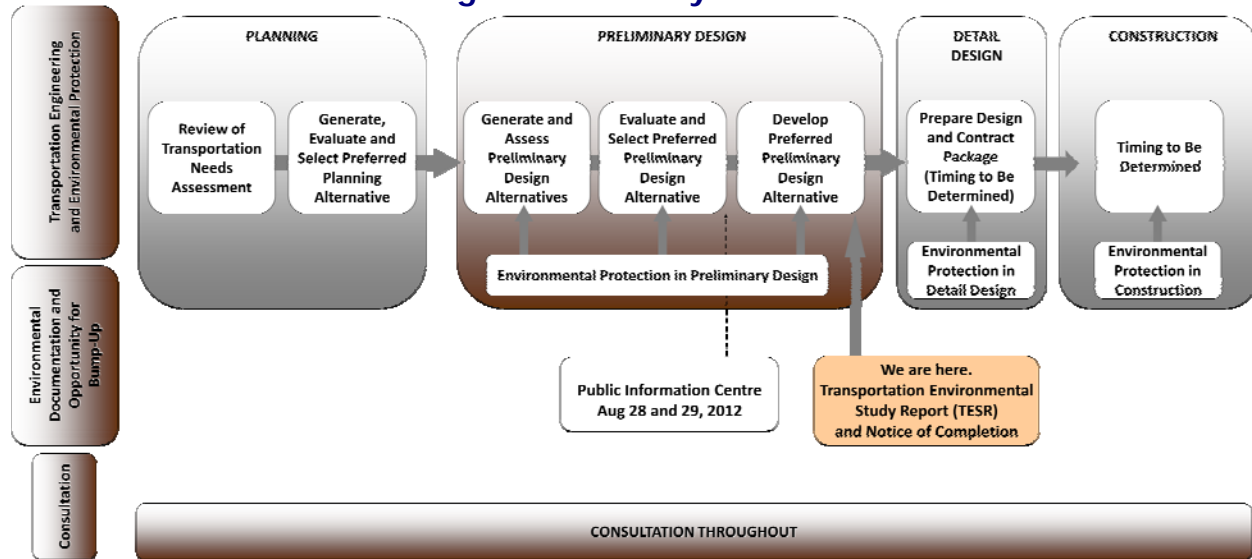 PLANNING
PRELIMINARY DESIGN
DETAIL
DESIGN
CONSTRUCTION
Transportation Engineering
and Environmental Protection
Review of
Transportation
Needs
Assessment
Generate,
Evaluate and
Select Preferred
Planning
Alternative
Generate and
Assess
Preliminary
Design
Alternatives
Evaluate and
Select Preferred
Preliminary
Design
Alternative
Develop
Preferred
Preliminary
Design
Alternative
Prepare Design
and Contract
Package
(Timing to Be
Determined)
Timing to Be
Determined
Environmental Protection in Preliminary Design
Environmental
Protection in
Detail Design
Environmental
Protection in
Construction
Environmental
Documentation and
Opportunity for
Bump-Up
Public Information Centre
Aug 28 and 29, 2012
We are here.
Transportation Environmental
Study Report (TESR)
and Notice of Completion
Consultation
CONSULTATION THROUGHOUT